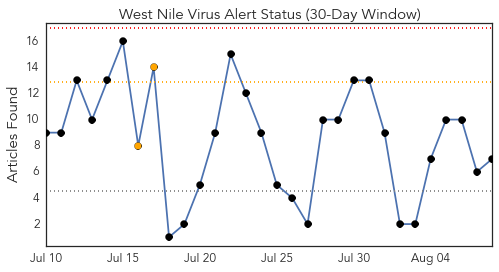 West Nile Virus Alert Status (30-Day Window)
Articles Found
16
14
12
10
8
6
4
2
Jul 10
Jul 15
Jul 20
Jul 25
Jul 30
Aug 04